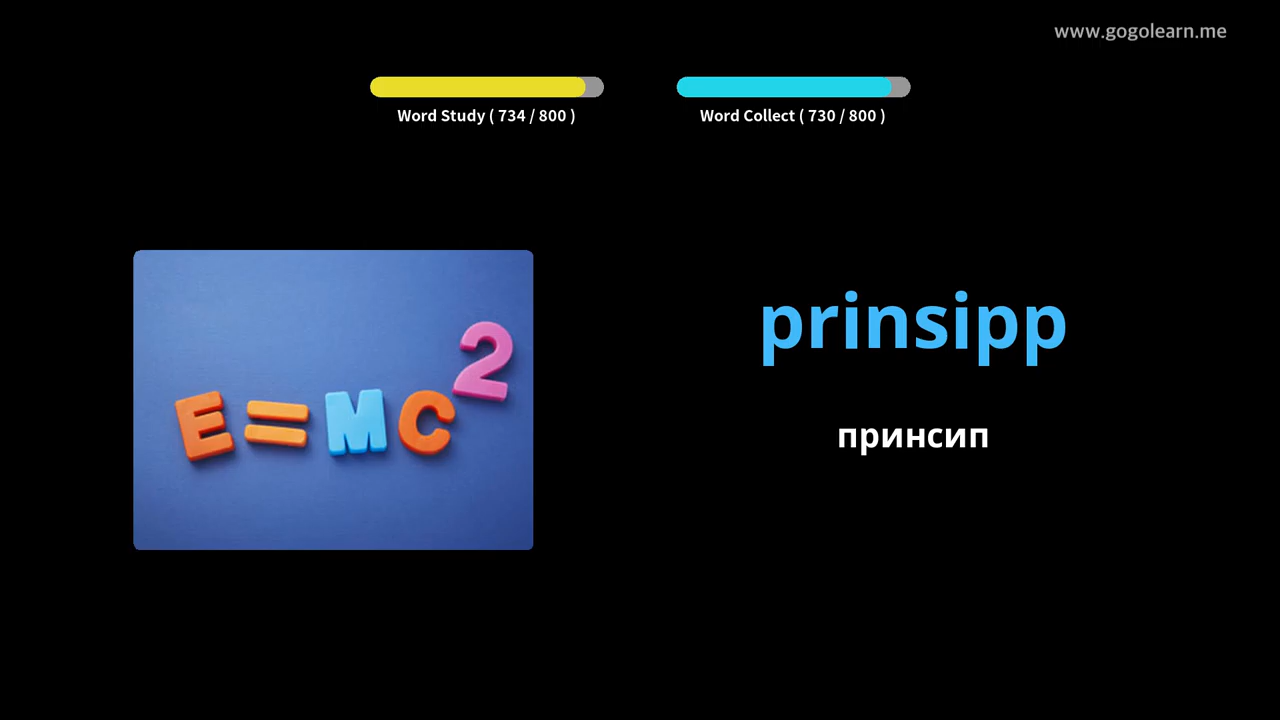 www.gogolearn.me
Word Study ( 734 / 800 )
Word Collect ( 730 / 800 )
E=MC2
prinsipp
принсип